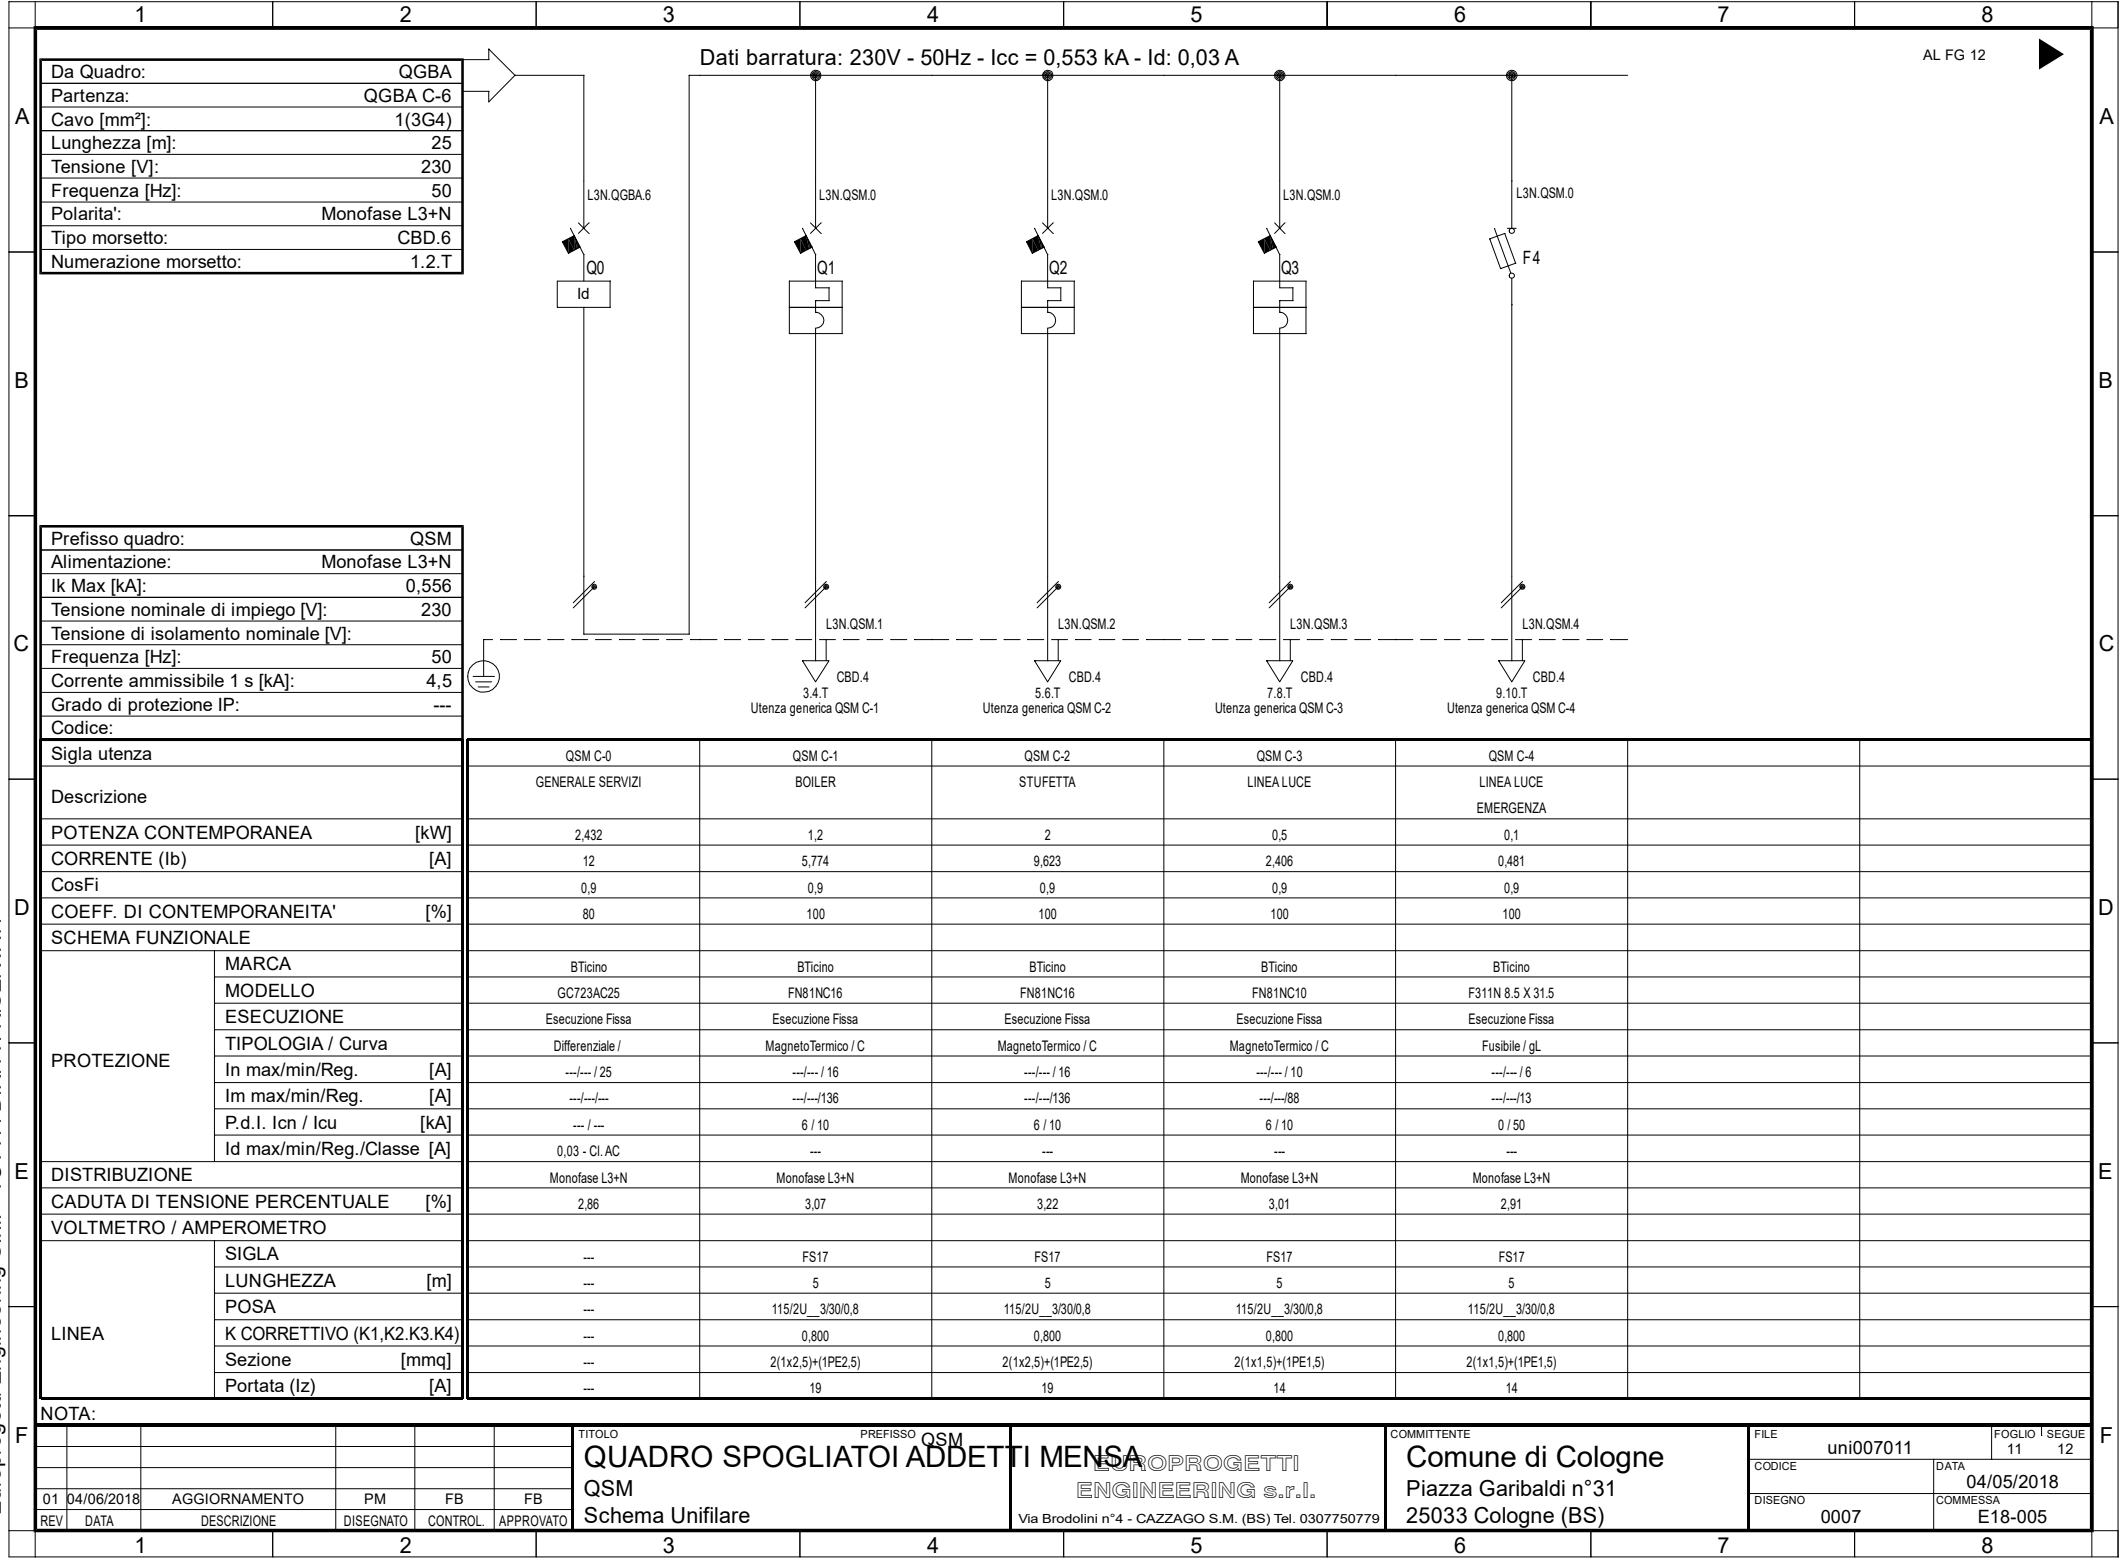 1 2 3 4 5 6 7 8
Dati barratura: 230V - 50Hz - Icc = 0,553 kA - Id: 0,03 A
AL FG 12
A A
B B
C C
D D
E E
F F
Da Quadro: QGBA
Partenza: QGBA C-6
Cavo [mm²]: 1(3G4)
Lunghezza [m]: 25
Tensione [V]: 230
Frequenza [Hz]: 50
Polarita': Monofase L3+N
Tipo morsetto: CBD.6
Numerazione morsetto: 1.2.T
L3N.QGBA.6 L3N.QSM.0 L3N.QSM.0 L3N.QSM.0 L3N.QSM.0
Q0 Q1 Q2 Q3 F4
Id
Prefisso quadro: QSM
Alimentazione: Monofase L3+N
Ik Max [kA]: 0,556
Tensione nominale di impiego [V]: 230
Tensione di isolamento nominale [V]:
Frequenza [Hz]: 50
Corrente ammissibile 1 s [kA]: 4,5
Grado di protezione IP: ---
Codice:
L3N.QSM.1 L3N.QSM.2 L3N.QSM.3 L3N.QSM.4
CBD.4 CBD.4 CBD.4 CBD.4
3.4.T 5.6.T 7.8.T 9.10.T
Utenza generica QSM C-1 Utenza generica QSM C-2 Utenza generica QSM C-3 Utenza generica QSM C-4
Sigla utenza QSM C-0 QSM C-1 QSM C-2 QSM C-3 QSM C-4
Descrizione GENERALE SERVIZI BOILER STUFETTA LINEA LUCE LINEA LUCE
EMERGENZA
POTENZA CONTEMPORANEA [kW] 2,432 1,2 2 0,5 0,1
CORRENTE (Ib) [A] 12 5,774 9,623 2,406 0,481
CosFi 0,9 0,9 0,9 0,9 0,9
COEFF. DI CONTEMPORANEITA' [%] 80 100 100 100 100
SCHEMA FUNZIONALE
PROTEZIONE
MARCA BTicino BTicino BTicino BTicino BTicino
MODELLO GC723AC25 FN81NC16 FN81NC16 FN81NC10 F311N 8.5 X 31.5
ESECUZIONE Esecuzione Fissa Esecuzione Fissa Esecuzione Fissa Esecuzione Fissa Esecuzione Fissa
TIPOLOGIA / Curva Differenziale / MagnetoTermico / C MagnetoTermico / C MagnetoTermico / C Fusibile / gL
In max/min/Reg. [A] ---/--- / 25 ---/--- / 16 ---/--- / 16 ---/--- / 10 ---/--- / 6
Im max/min/Reg. [A] ---/---/--- ---/---/136 ---/---/136 ---/---/88 ---/---/13
P.d.I. Icn / Icu [kA] --- / --- 6 / 10 6 / 10 6 / 10 0 / 50
Id max/min/Reg./Classe [A] 0,03 - Cl. AC --- --- --- ---
DISTRIBUZIONE Monofase L3+N Monofase L3+N Monofase L3+N Monofase L3+N Monofase L3+N
CADUTA DI TENSIONE PERCENTUALE [%] 2,86 3,07 3,22 3,01 2,91
VOLTMETRO / AMPEROMETRO
LINEA
SIGLA --- FS17 FS17 FS17 FS17
LUNGHEZZA [m] --- 5 5 5 5
POSA --- 115/2U__3/30/0,8 115/2U__3/30/0,8 115/2U__3/30/0,8 115/2U__3/30/0,8
K CORRETTIVO (K1,K2.K3.K4) --- 0,800 0,800 0,800 0,800
Sezione [mmq] --- 2(1x2,5)+(1PE2,5) 2(1x2,5)+(1PE2,5) 2(1x1,5)+(1PE1,5) 2(1x1,5)+(1PE1,5)
Portata (Iz) [A] --- 19 19 14 14
NOTA:
01 04/06/2018 AGGIORNAMENTO PM FB FB
REV DATA DESCRIZIONE DISEGNATO CONTROL. APPROVATO
TITOLO PREFISSO QSM
QUADRO SPOGLIATOI ADDETTI MENSA
QSM
Schema Unifilare
EUROPROGETTI
ENGINEERING s.r.l.
Via Brodolini n°4 - CAZZAGO S.M. (BS) Tel. 0307750779
COMMITTENTE
Comune di Cologne
Piazza Garibaldi n°31
25033 Cologne (BS)
FILE uni007011
FOGLIO 11 SEGUE 12
CODICE
DATA 04/05/2018
DISEGNO 0007
COMMESSA E18-005
1 2 3 4 5 6 7 8